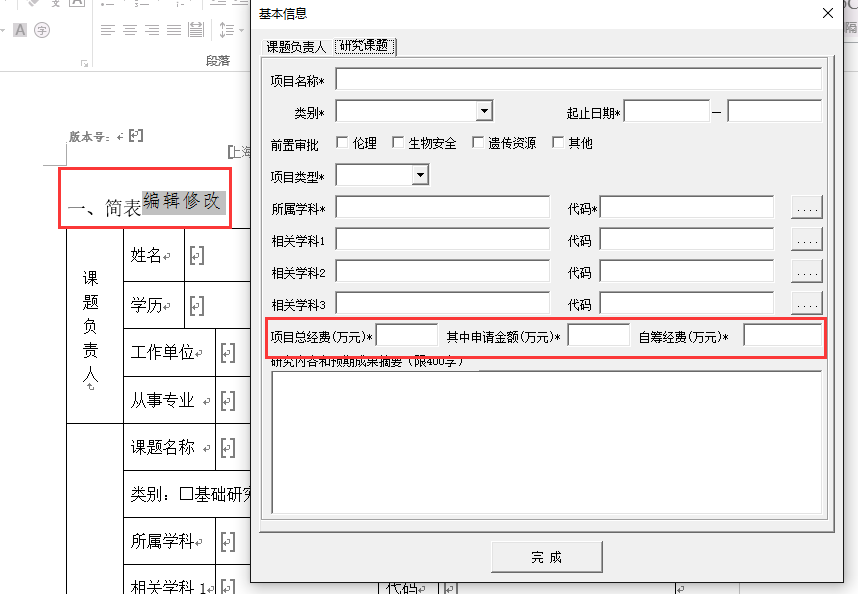 段落
版本号：
[上海
一、简表编辑修改
课题负责人
姓名
学历
工作单位
从事专业
课题名称
类别：□基础研究
所属学科
相关学科 1
代码
基本信息
课题负责人 研究课题
项目名称*
类别* 起止日期* —
前置审批 伦理 生物安全 遗传资源 其他
项目类型*
所属学科* 代码* ....
相关学科1 代码 ....
相关学科2 代码 ....
相关学科3 代码 ....
项目总经费(万元)* 其中申请金额(万元)* 自筹经费(万元)*
研究内容和预期成果摘要（限400字）
完 成